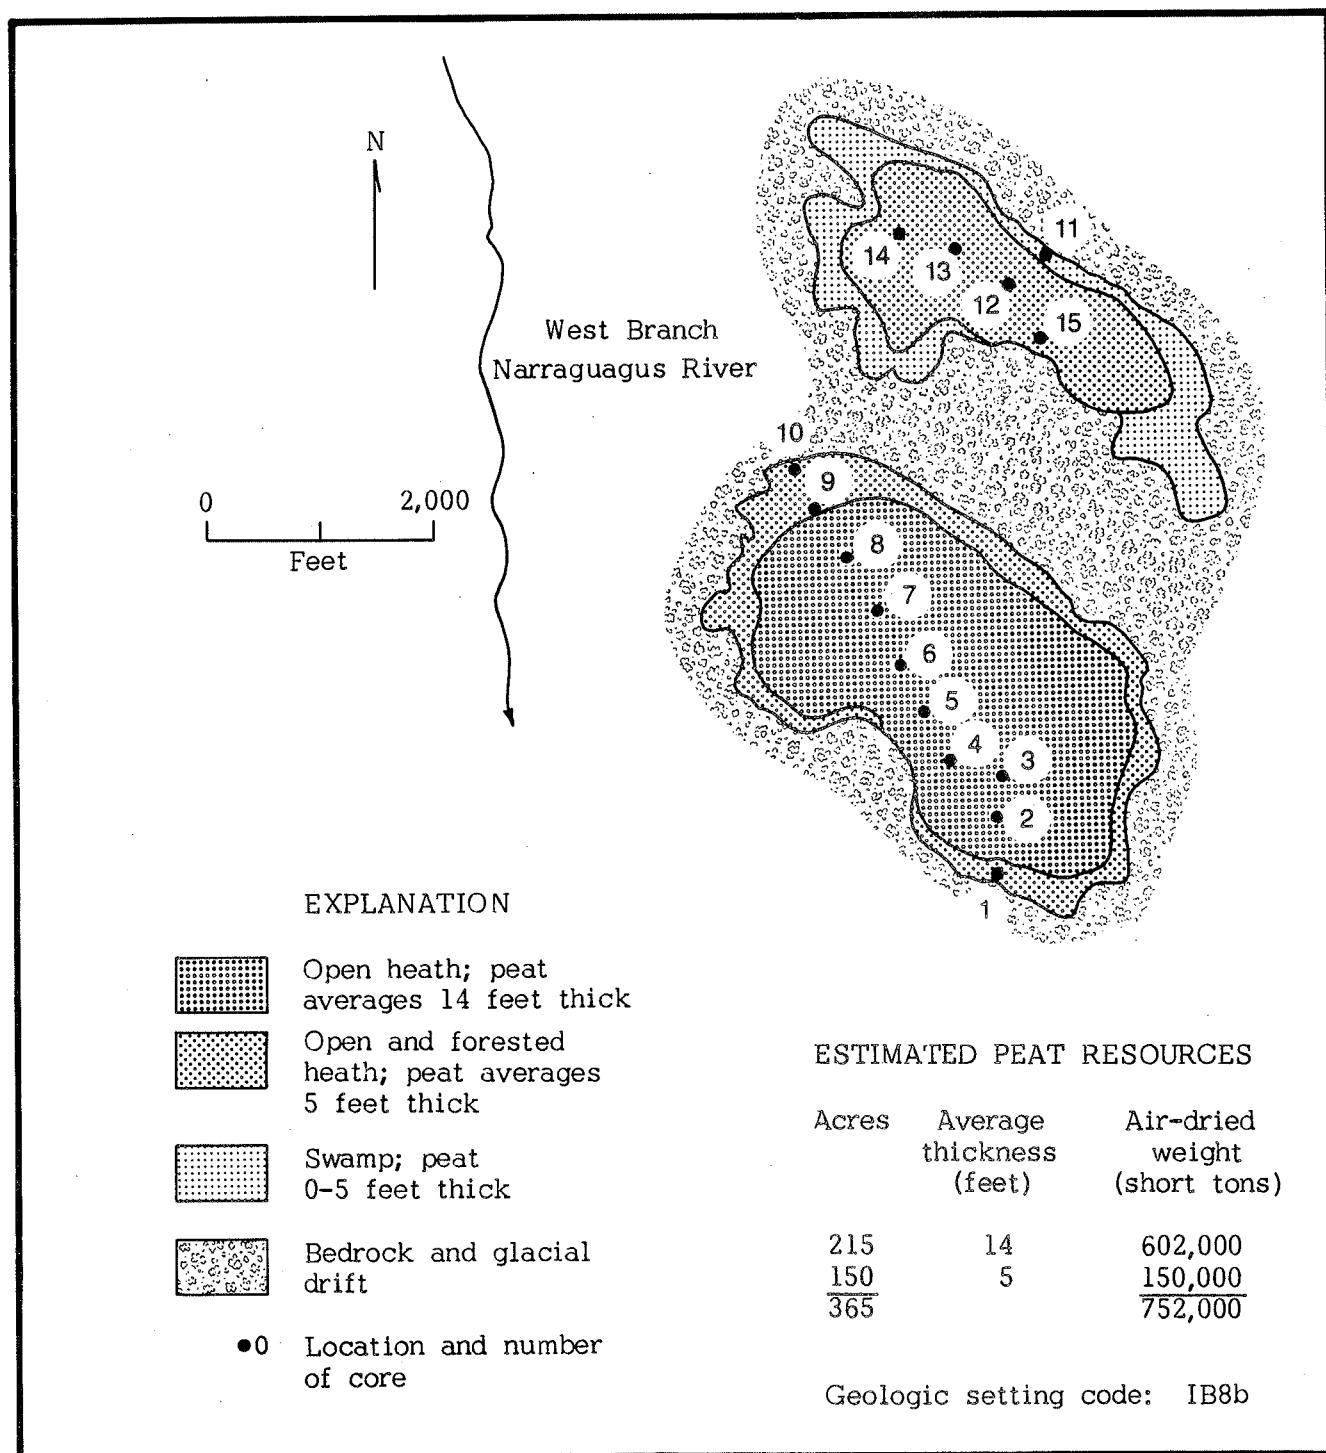 N
11
14
13
12
15
West Branch
Narraguagus River
10
9
0 2,000
Feet
8
7
6
5
4
3
2
1
EXPLANATION
Open heath; peat
averages 14 feet thick
Open and forested
heath; peat averages
5 feet thick
Swamp; peat
0-5 feet thick
Bedrock and glacial
drift
0 Location and number
of core
ESTIMATED PEAT RESOURCES
Acres Average Air-dried
thickness weight
(feet) (short tons)
215 14 602,000
150 5 150,000
365 752,000
Geologic setting code: IB8b